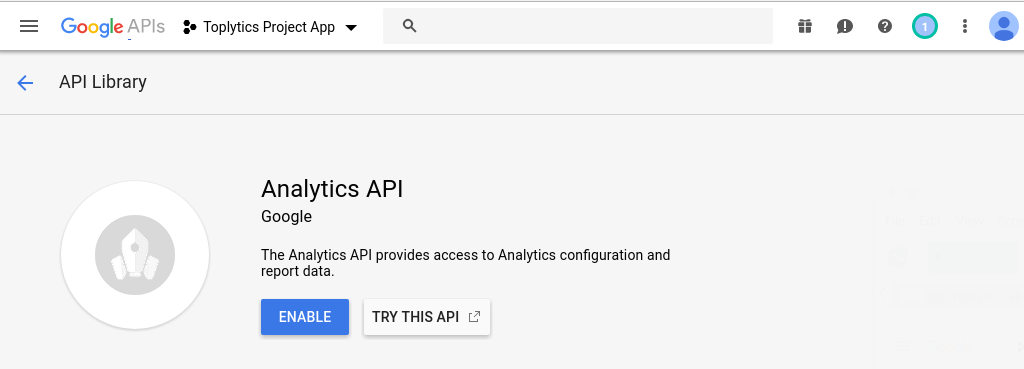 Google APIs
Toplytics Project App
1
API Library
Analytics API
Google
The Analytics API provides access to Analytics configuration and
report data.
ENABLE
TRY THIS API